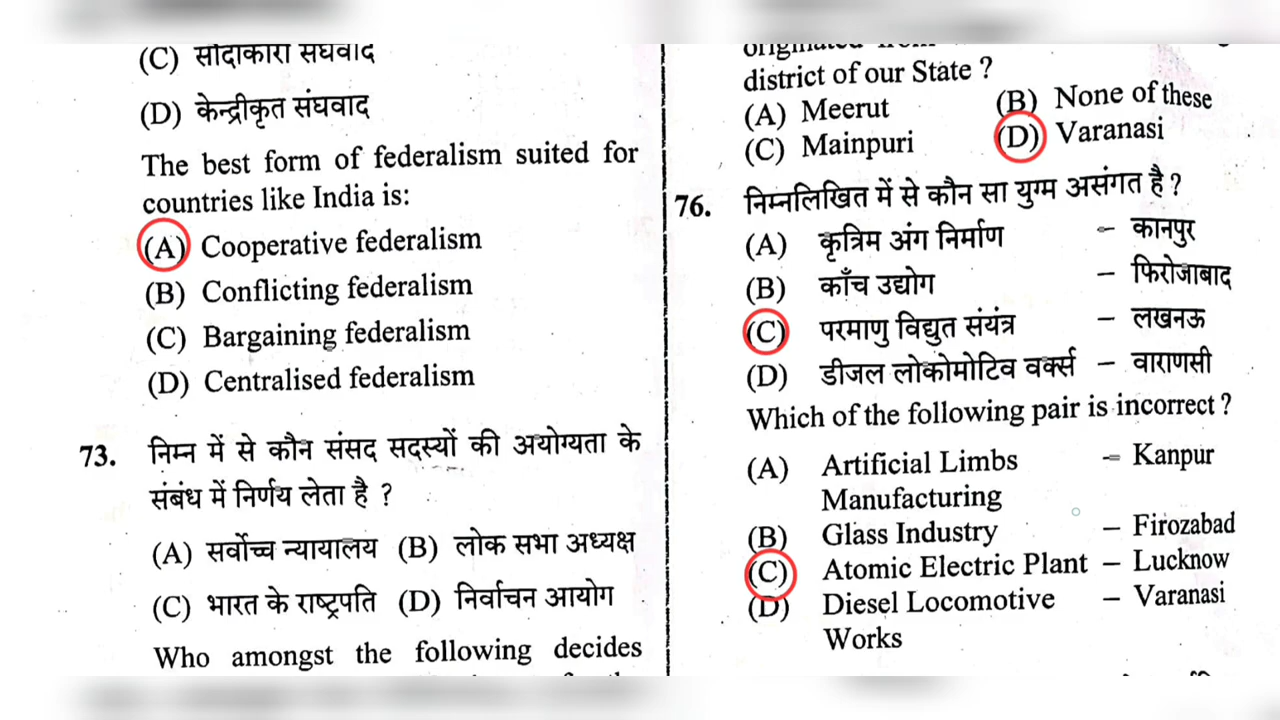 (C) सौदाकारी संघवाद
(D) केन्द्रीकृत संघवाद
The best form of federalism suited for
countries like India is:
(A) Cooperative federalism
(B) Conflicting federalism
(C) Bargaining federalism
(D) Centralised federalism
73. निम्न में से कौन संसद सदस्यों की अयोग्यता के
संबंध में निर्णय लेता है ?
(A) सर्वोच्च न्यायालय (B) लोक सभा अध्यक्ष
(C) भारत के राष्ट्रपति (D) निर्वाचन आयोग
Who amongst the following decides
originated from
district of our State ?
(A) Meerut (B) None of these
(C) Mainpuri (D) Varanasi
76. निम्नलिखित में से कौन सा युग्म असंगत है ?
(A) कृत्रिम अंग निर्माण – कानपुर
(B) काँच उद्योग – फिरोजाबाद
(C) परमाणु विद्युत संयंत्र – लखनऊ
(D) डीजल लोकोमोटिव वर्क्स – वाराणसी
Which of the following pair is incorrect ?
(A) Artificial Limbs – Kanpur
Manufacturing
(B) Glass Industry – Firozabad
(C) Atomic Electric Plant – Lucknow
(D) Diesel Locomotive – Varanasi
Works